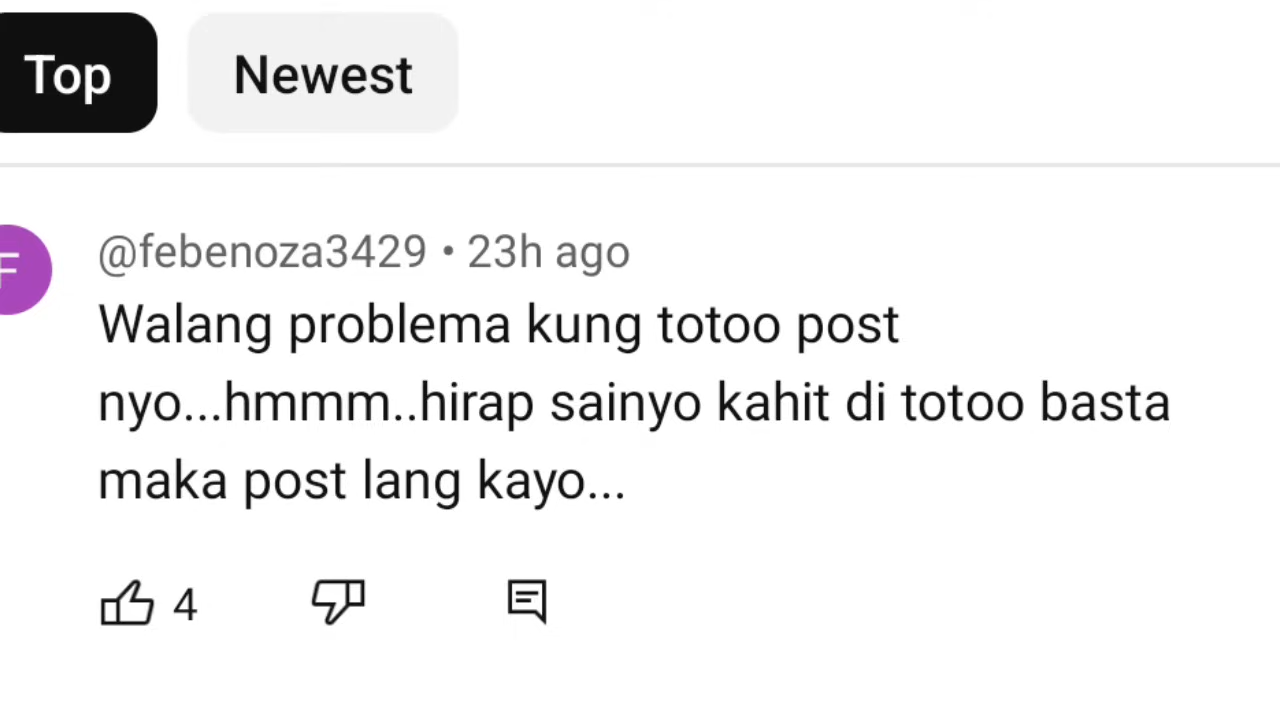 Top
Newest
F
@febenoza3429 • 23h ago
Walang problema kung totoo post
nyo...hmmm..hirap sainyo kahit di totoo basta
maka post lang kayo...
4